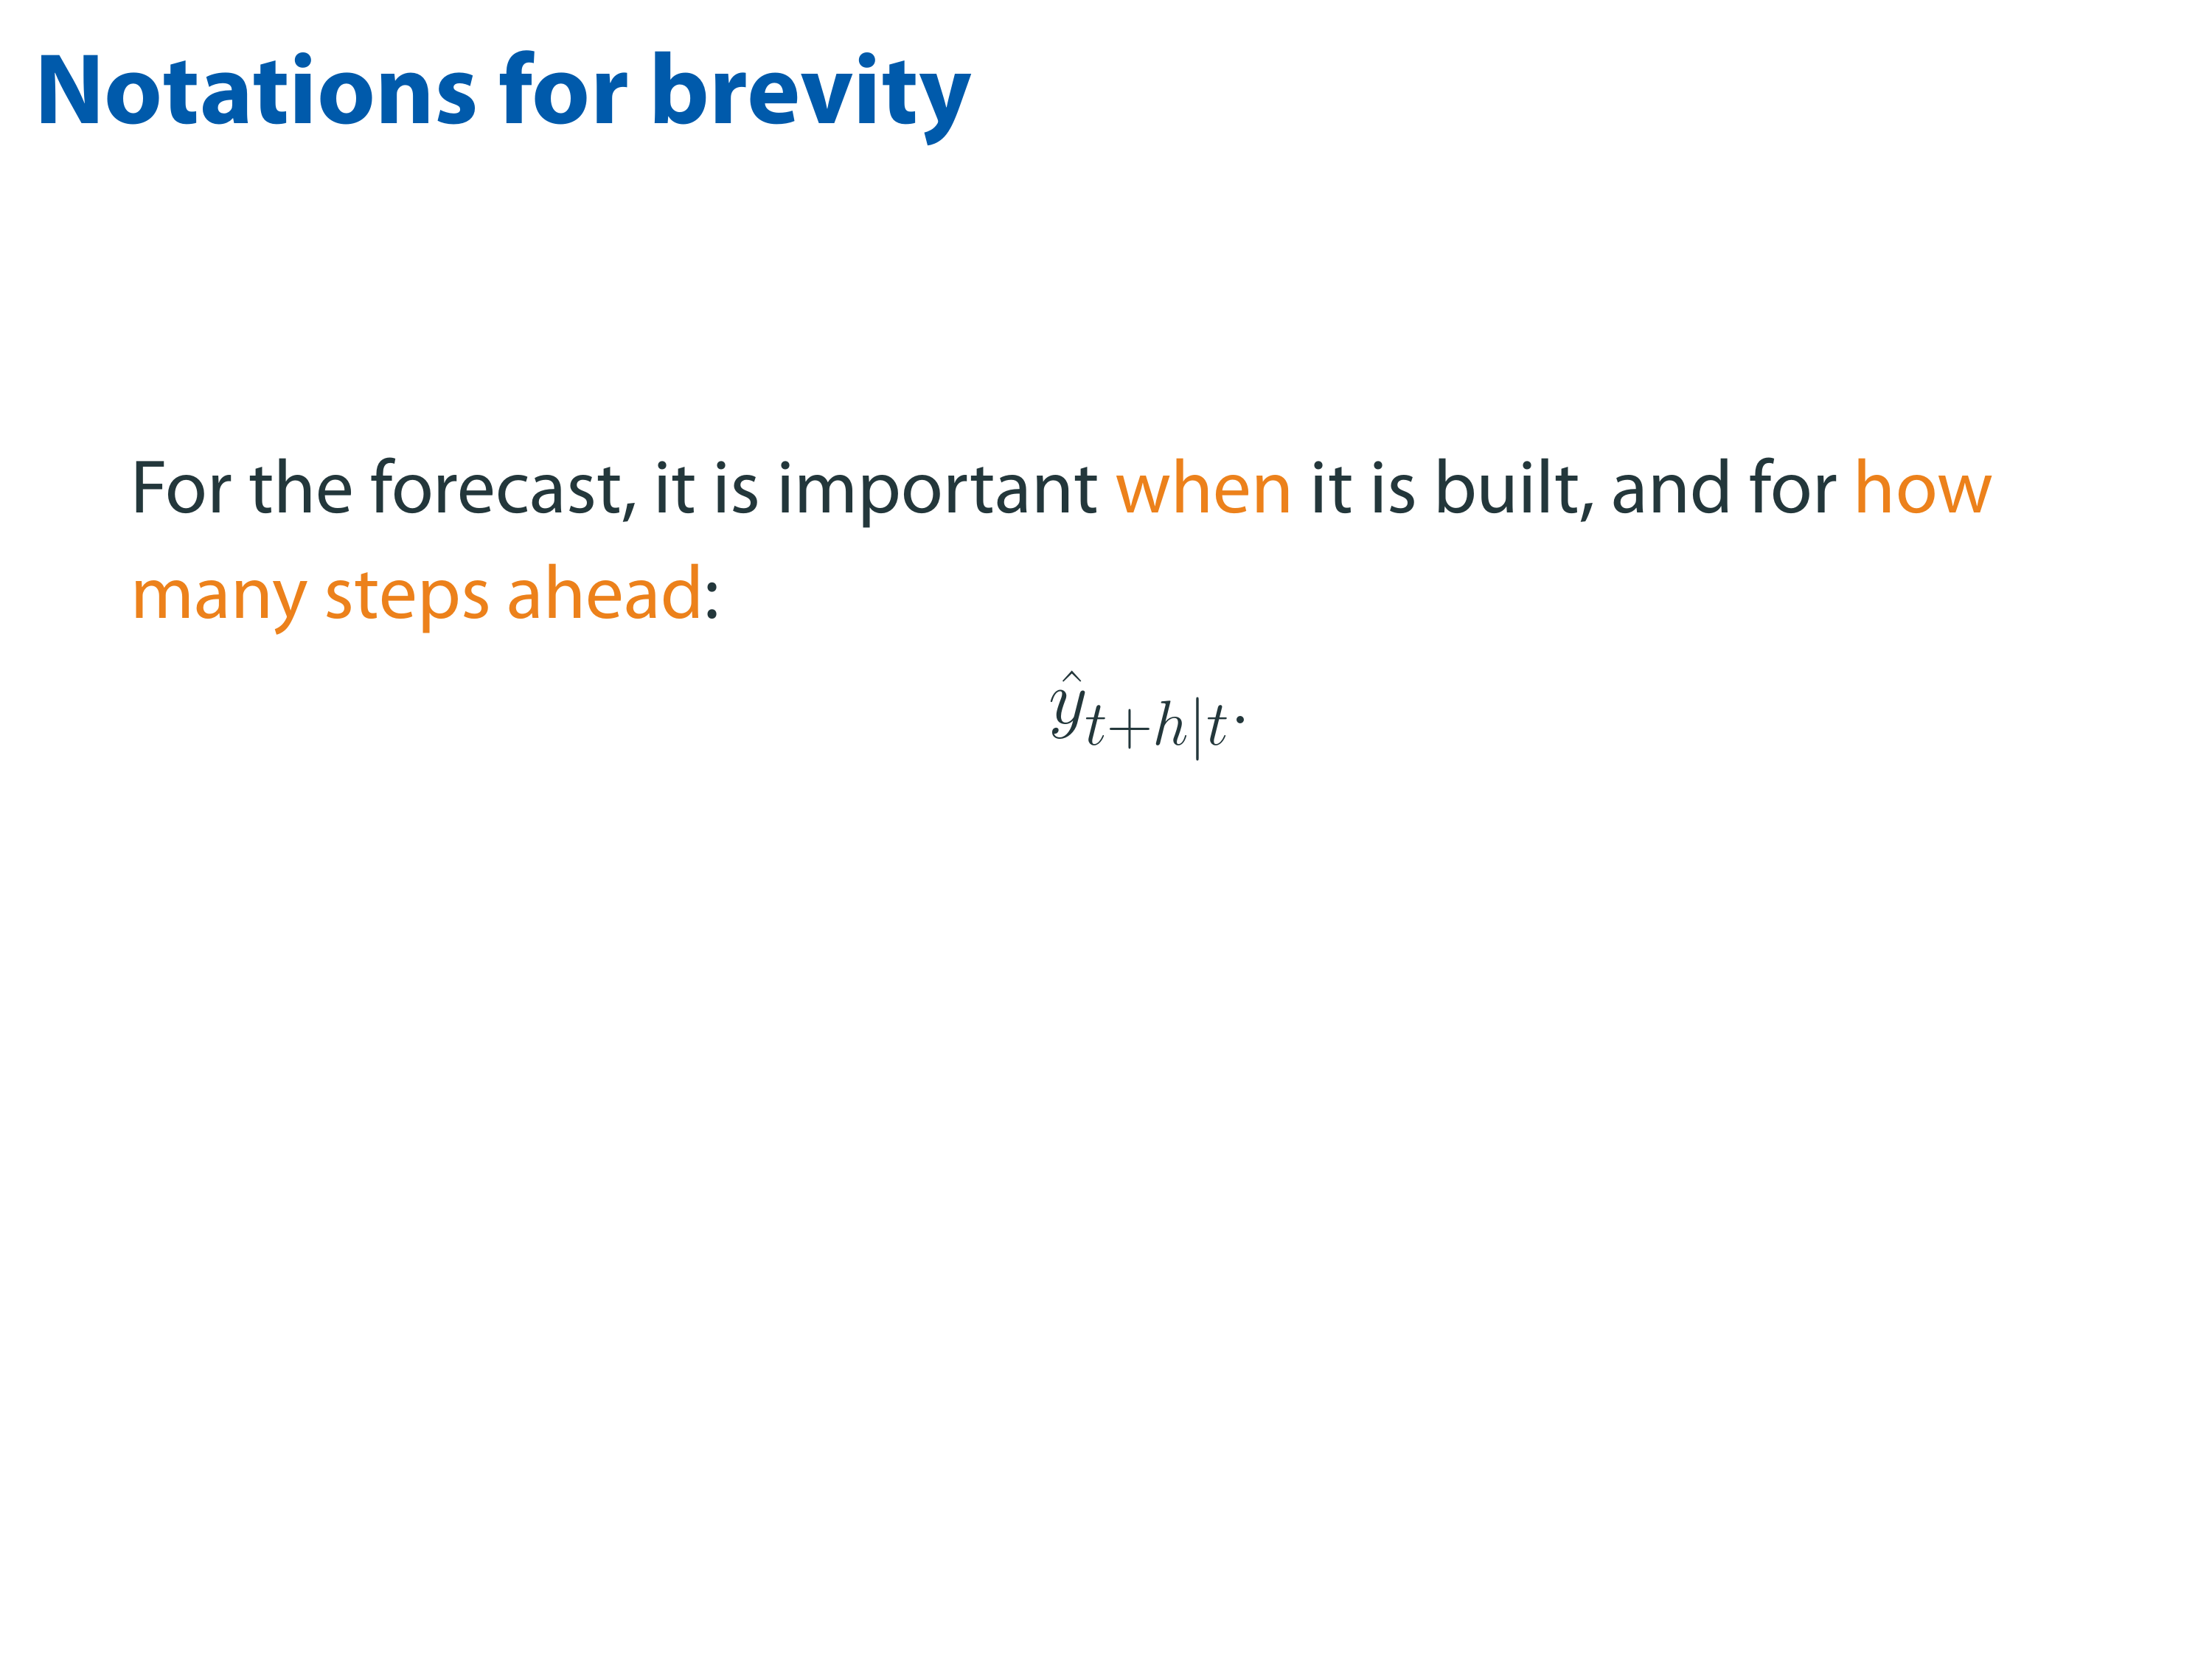 Notations for brevity
For the forecast, it is important when it is built, and for how
many steps ahead:
$\hat{y}_{t+h|t}.$